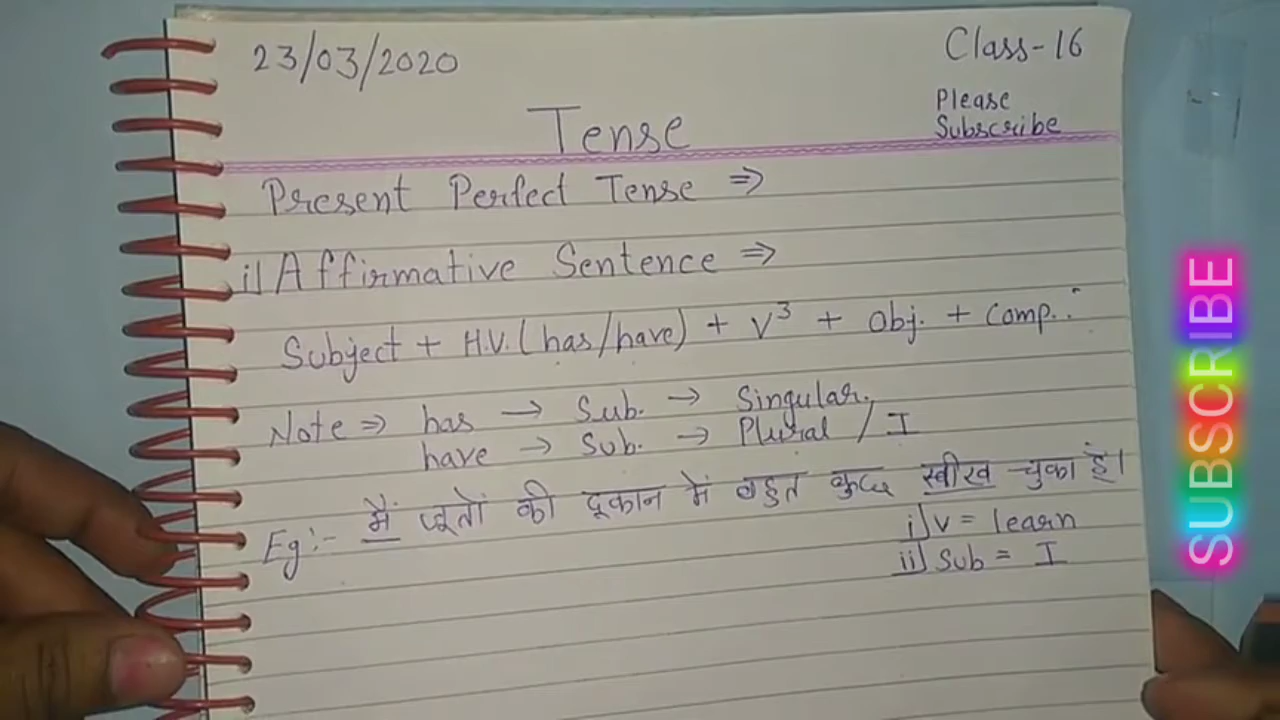 23/03/2020
Class-16
Please
Subscribe
Tense
Present Perfect Tense ⇒
i) Affirmative Sentence ⇒
Subject + H.V. (has/have) + V³ + Obj. + Comp.
Note ⇒ has → Sub. → Singular.
have → Sub. → Plural / I
Eg:- मैं जूतों की दूकान में बहुत कुछ सीख चुका हूँ।
i) V = learn
ii) Sub = I
SUBSCRIBE